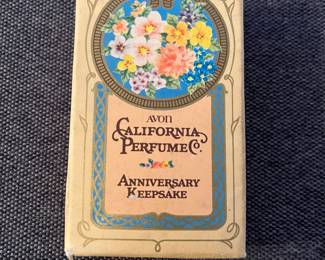 AVON
CALIFORNIA
PERFUME CO.
ANNIVERSARY
KEEPSAKE